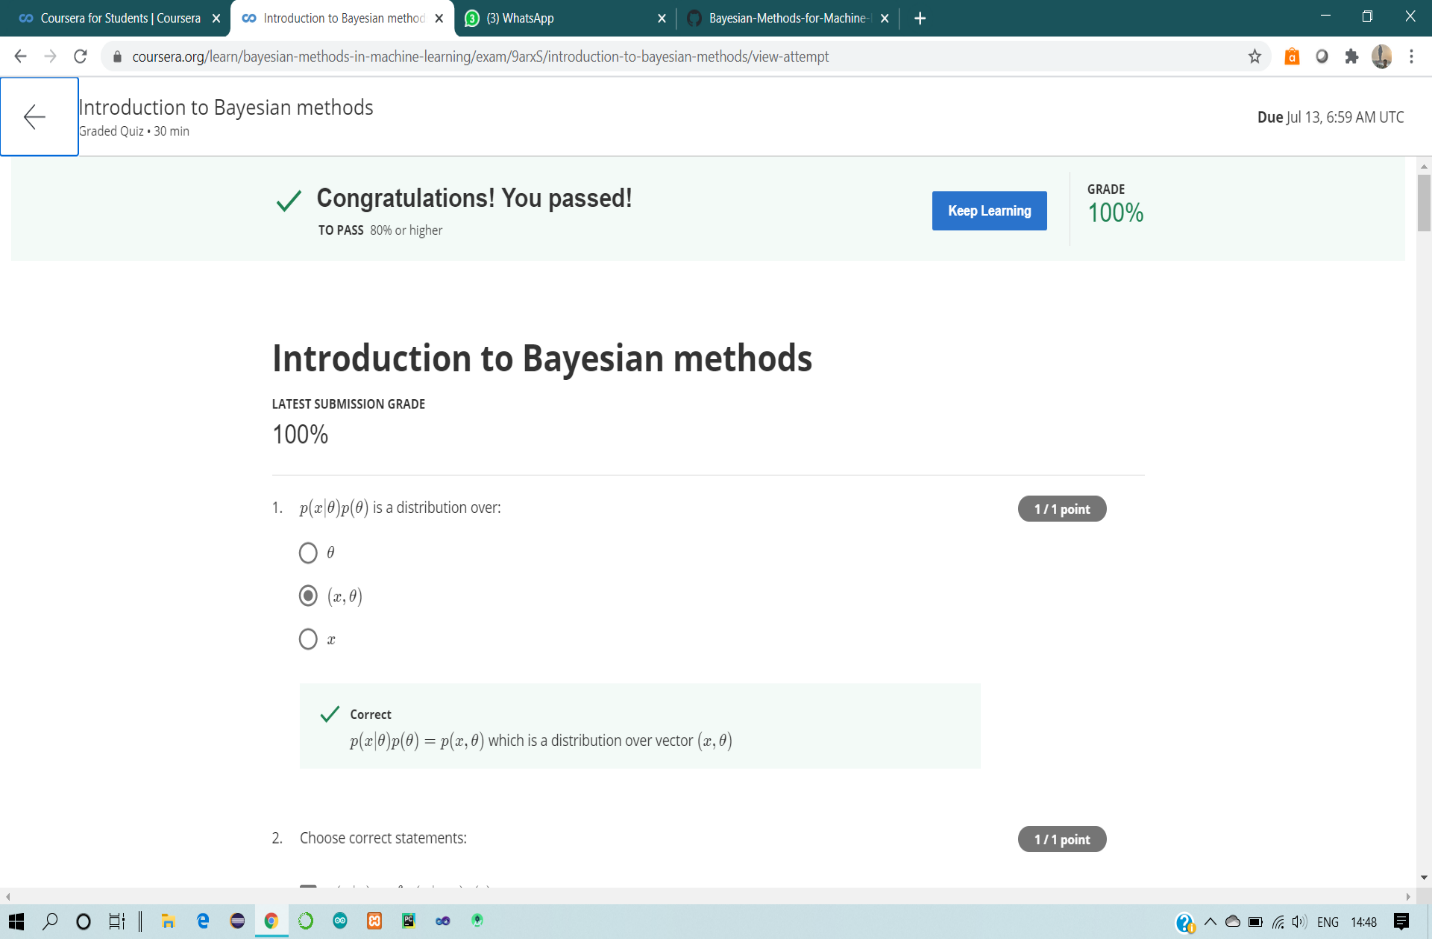 Coursera for Students | Coursera
Introduction to Bayesian method
(3) WhatsApp
Bayesian-Methods-for-Machine-
coursera.org/learn/bayesian-methods-in-machine-learning/exam/9arxS/introduction-to-bayesian-methods/view-attempt
Introduction to Bayesian methods
Graded Quiz • 30 min
Due Jul 13, 6:59 AM UTC
Congratulations! You passed!
TO PASS 80% or higher
Keep Learning
GRADE
100%
Introduction to Bayesian methods
LATEST SUBMISSION GRADE
100%
1. p(x|θ)p(θ) is a distribution over:
1 / 1 point
θ
(x, θ)
x
Correct
p(x|θ)p(θ) = p(x, θ) which is a distribution over vector (x, θ)
2. Choose correct statements:
1 / 1 point
ENG 14:48